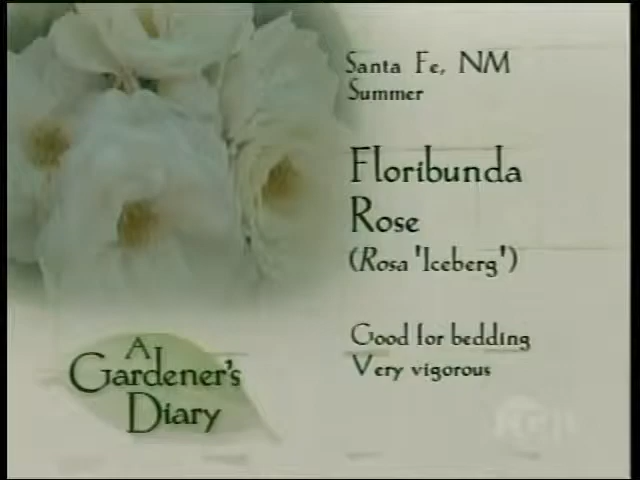 Santa Fe, NM
Summer
Floribunda
Rose
(Rosa 'Iceberg')
Good for bedding
Very vigorous
A
Gardener's
Diary